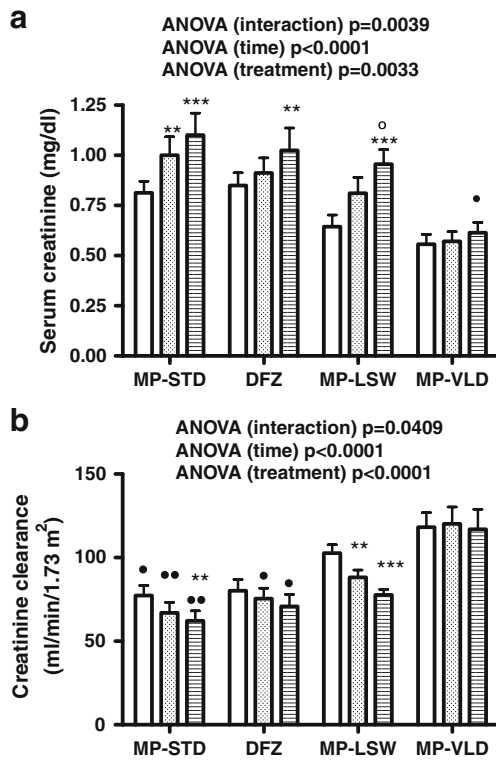 a
ANOVA (interaction) p=0.0039
ANOVA (time) p<0.0001
ANOVA (treatment) p=0.0033
Serum creatinine (mg/dl)
1.25
1.00
0.75
0.50
0.25
0.00
** *** ** o *** •
MP-STD DFZ MP-LSW MP-VLD
b
ANOVA (interaction) p=0.0409
ANOVA (time) p<0.0001
ANOVA (treatment) p<0.0001
Creatinine clearance
(ml/min/1.73 m²)
150
100
50
0
• •• ** •• • • ** ***
MP-STD DFZ MP-LSW MP-VLD